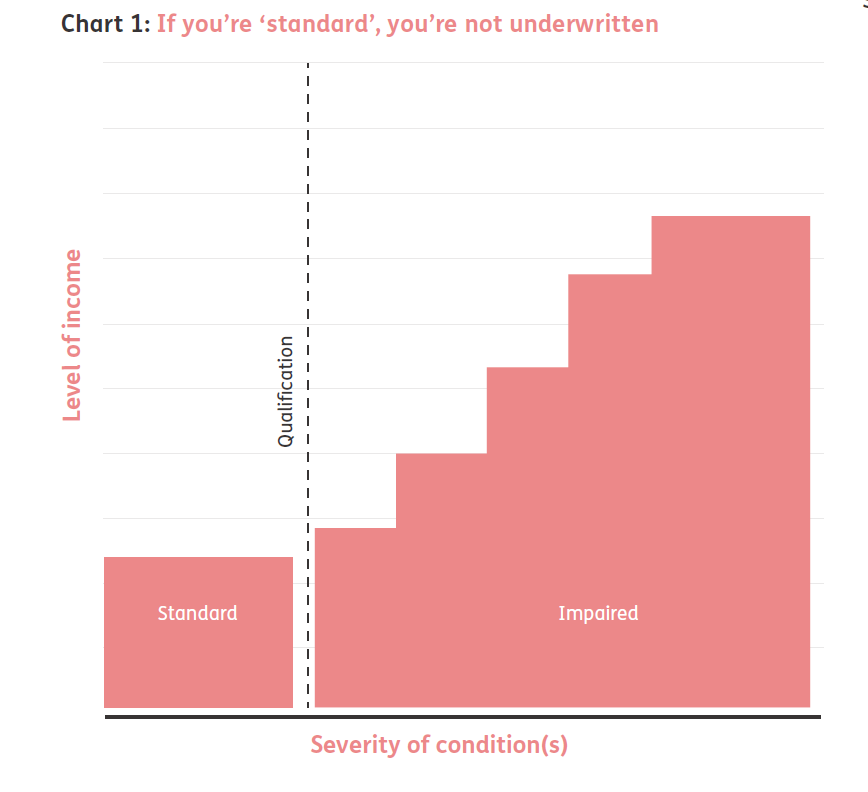 Chart 1: If you’re ‘standard’, you’re not underwritten
Level of income
Qualification
Standard
Impaired
Severity of condition(s)